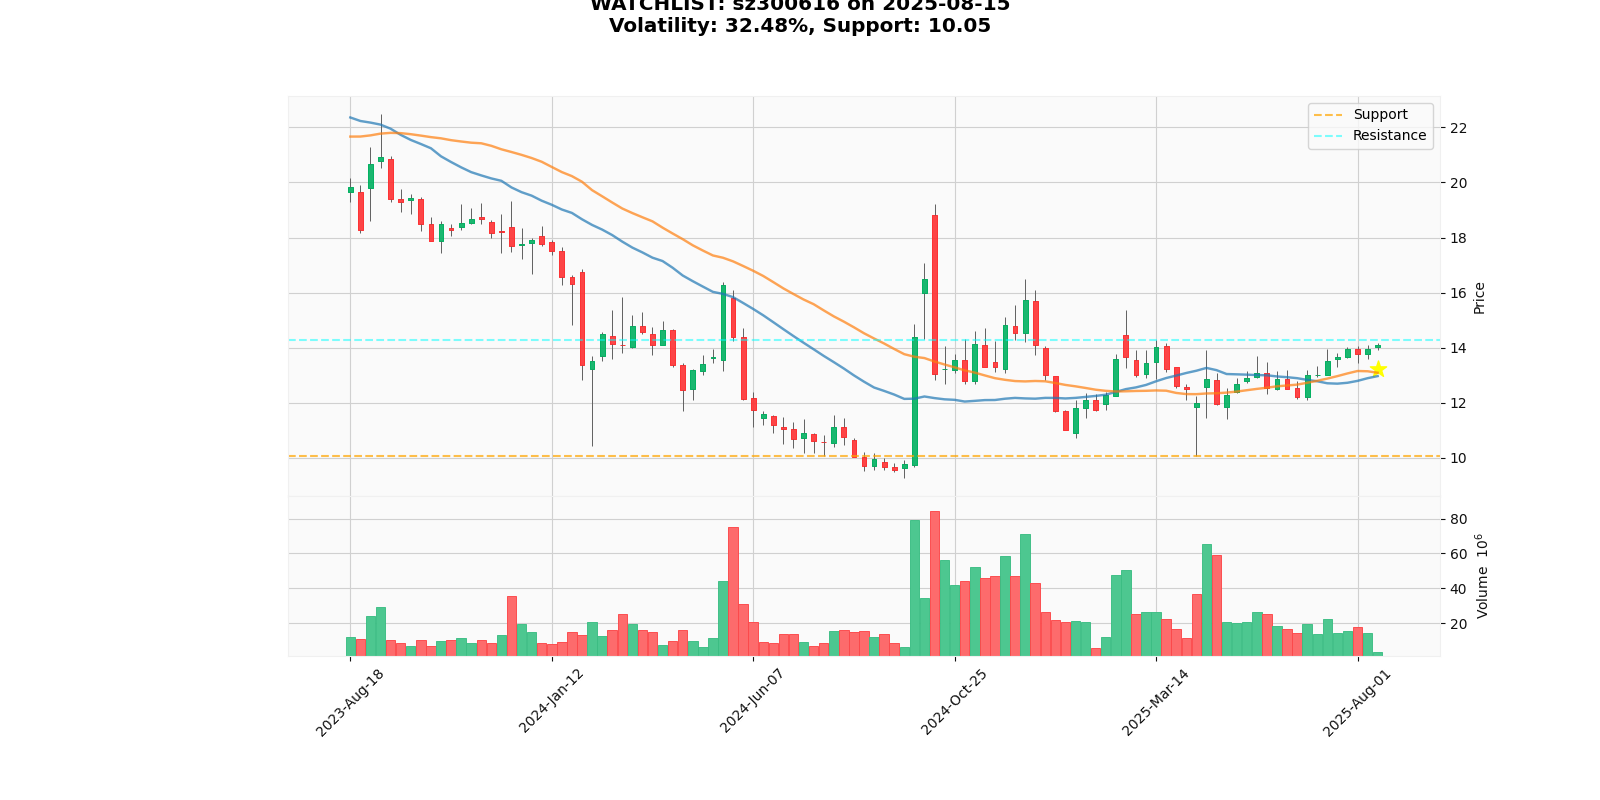 WATCHLIST: sz300616 on 2025-08-15
Volatility: 32.48%, Support: 10.05
Support
Resistance
22
20
18
16
14
12
10
Price
80
60
40
20
Volume 10^6
2023-Aug-18
2024-Jan-12
2024-Jun-07
2024-Oct-25
2025-Mar-14
2025-Aug-01